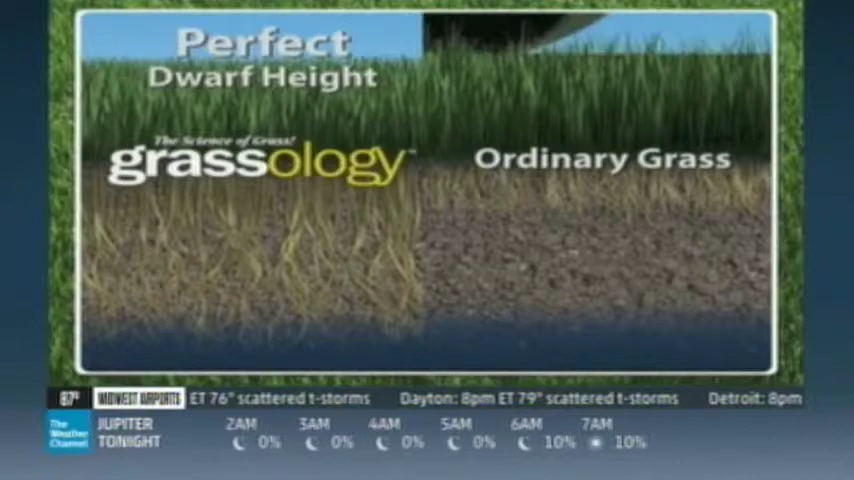 Perfect
Dwarf Height
The Science of Grass!
grassology™
Ordinary Grass
87° MIDWEST AIRPORTS ET 76° scattered t-storms Dayton: 8pm ET 79° scattered t-storms Detroit: 8pm
The Weather Channel
JUPITER TONIGHT
2AM 3AM 4AM 5AM 6AM 7AM
0% 0% 0% 0% 10% 10%